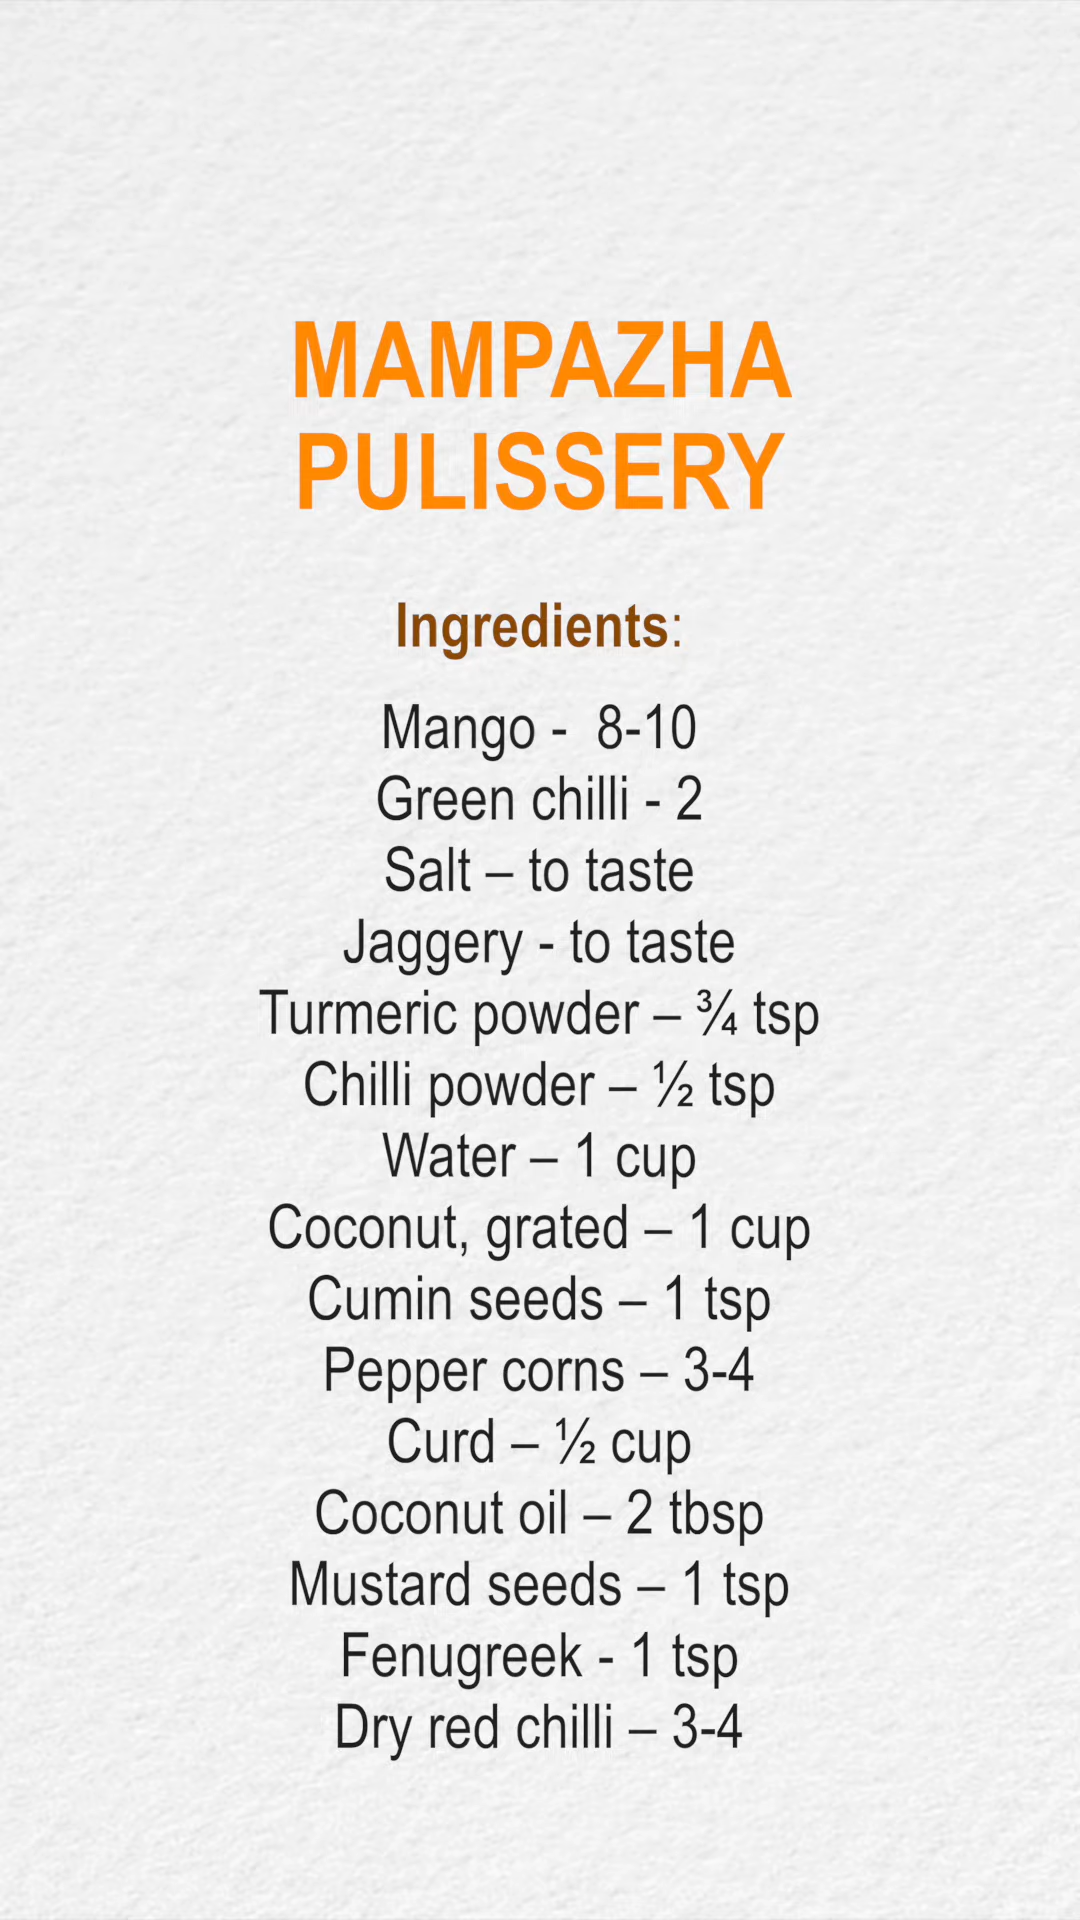 MAMPAZHA
PULISSERY
Ingredients:
Mango -  8-10
Green chilli - 2
Salt – to taste
Jaggery - to taste
Turmeric powder – ¾ tsp
Chilli powder – ½ tsp
Water – 1 cup
Coconut, grated – 1 cup
Cumin seeds – 1 tsp
Pepper corns – 3-4
Curd – ½ cup
Coconut oil – 2 tbsp
Mustard seeds – 1 tsp
Fenugreek - 1 tsp
Dry red chilli – 3-4